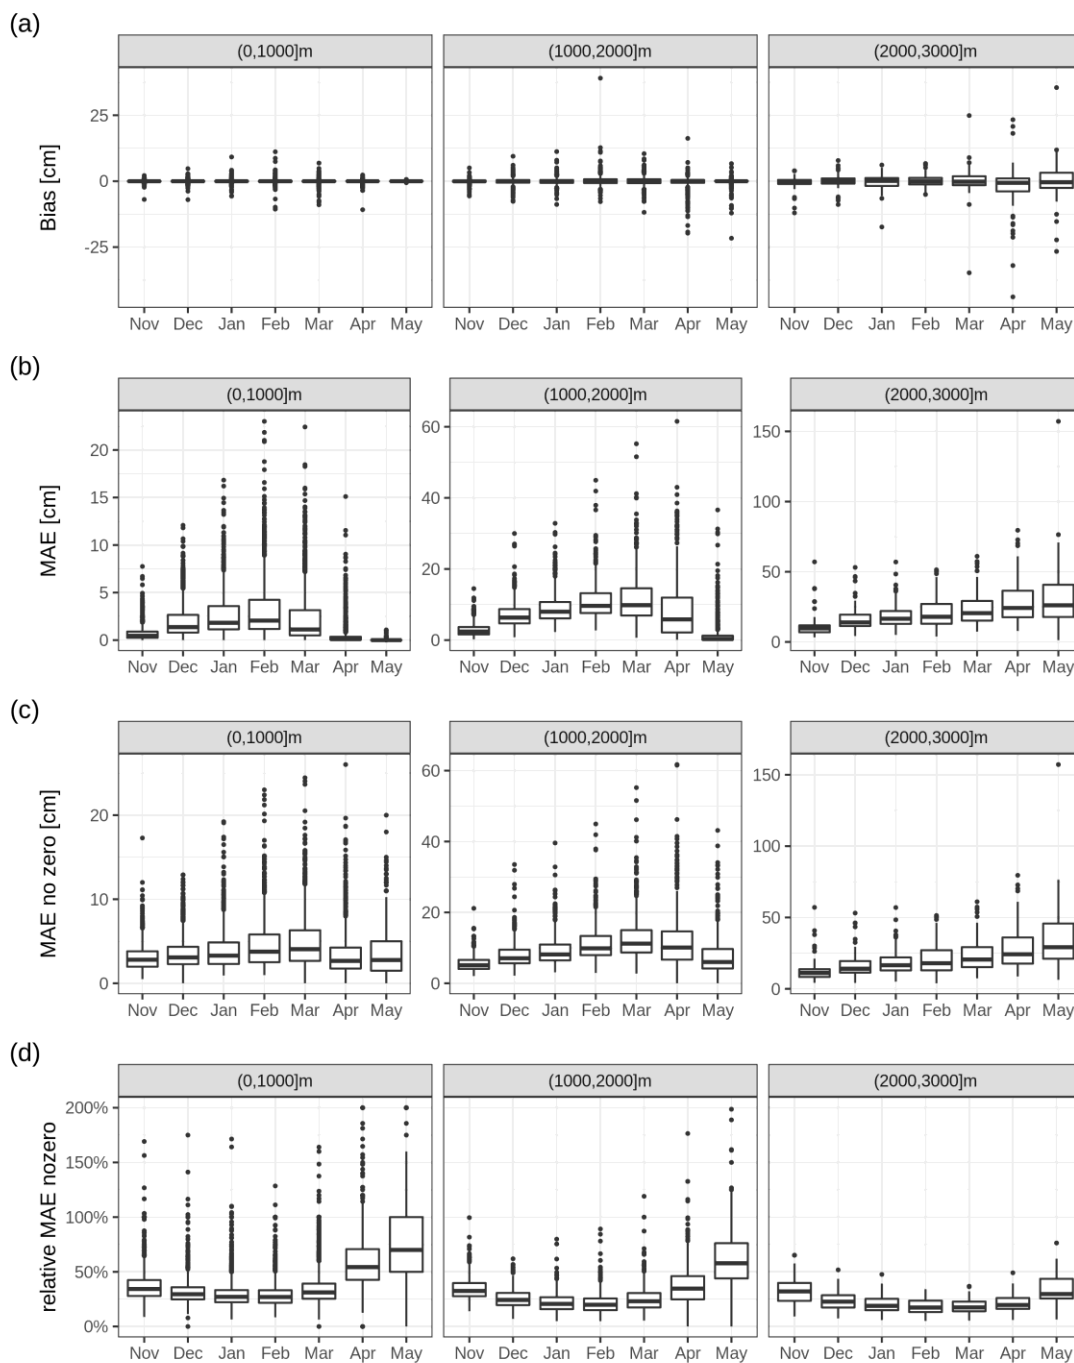 (a)
(0,1000]m (1000,2000]m (2000,3000]m
Bias [cm]
25
0
-25
Nov Dec Jan Feb Mar Apr May Nov Dec Jan Feb Mar Apr May Nov Dec Jan Feb Mar Apr May
(b)
(0,1000]m (1000,2000]m (2000,3000]m
MAE [cm]
20
15
10
5
0
60
40
20
0
150
100
50
0
Nov Dec Jan Feb Mar Apr May Nov Dec Jan Feb Mar Apr May Nov Dec Jan Feb Mar Apr May
(c)
(0,1000]m (1000,2000]m (2000,3000]m
MAE no zero [cm]
20
10
0
60
40
20
0
150
100
50
0
Nov Dec Jan Feb Mar Apr May Nov Dec Jan Feb Mar Apr May Nov Dec Jan Feb Mar Apr May
(d)
(0,1000]m (1000,2000]m (2000,3000]m
relative MAE nozero
200%
150%
100%
50%
0%
Nov Dec Jan Feb Mar Apr May Nov Dec Jan Feb Mar Apr May Nov Dec Jan Feb Mar Apr May